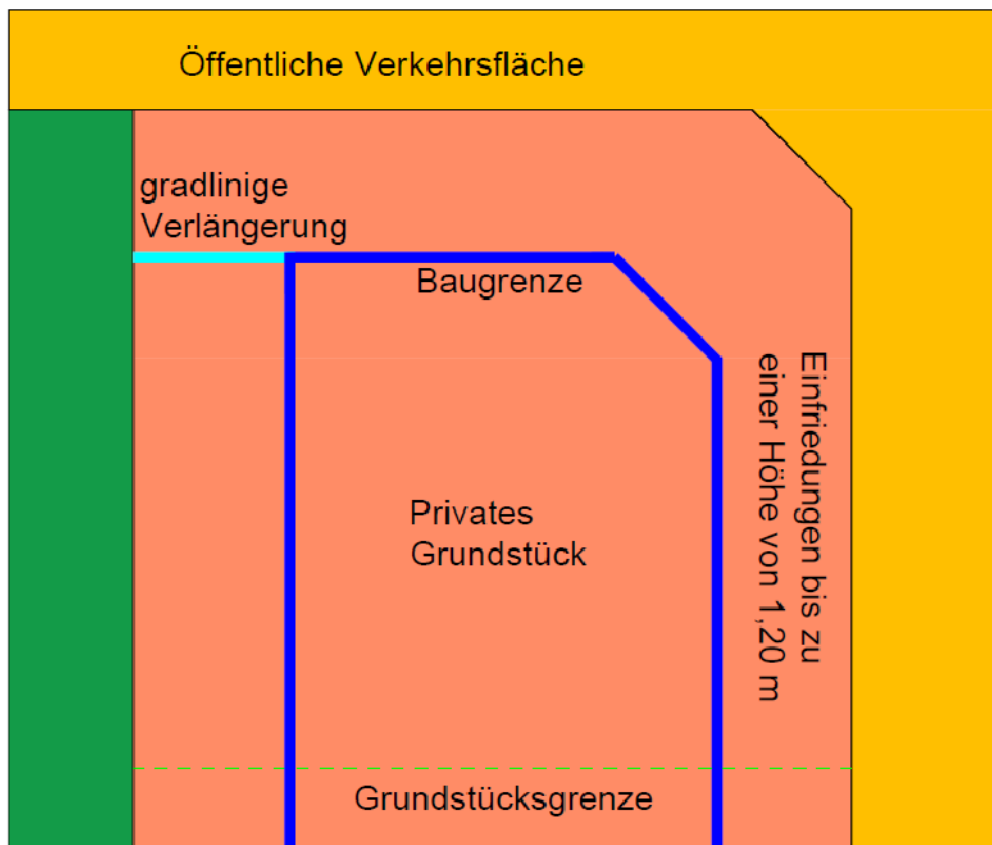 Öffentliche Verkehrsfläche
gradlinige
Verlängerung
Baugrenze
Einfriedungen bis zu
einer Höhe von 1,20 m
Privates
Grundstück
Grundstücksgrenze